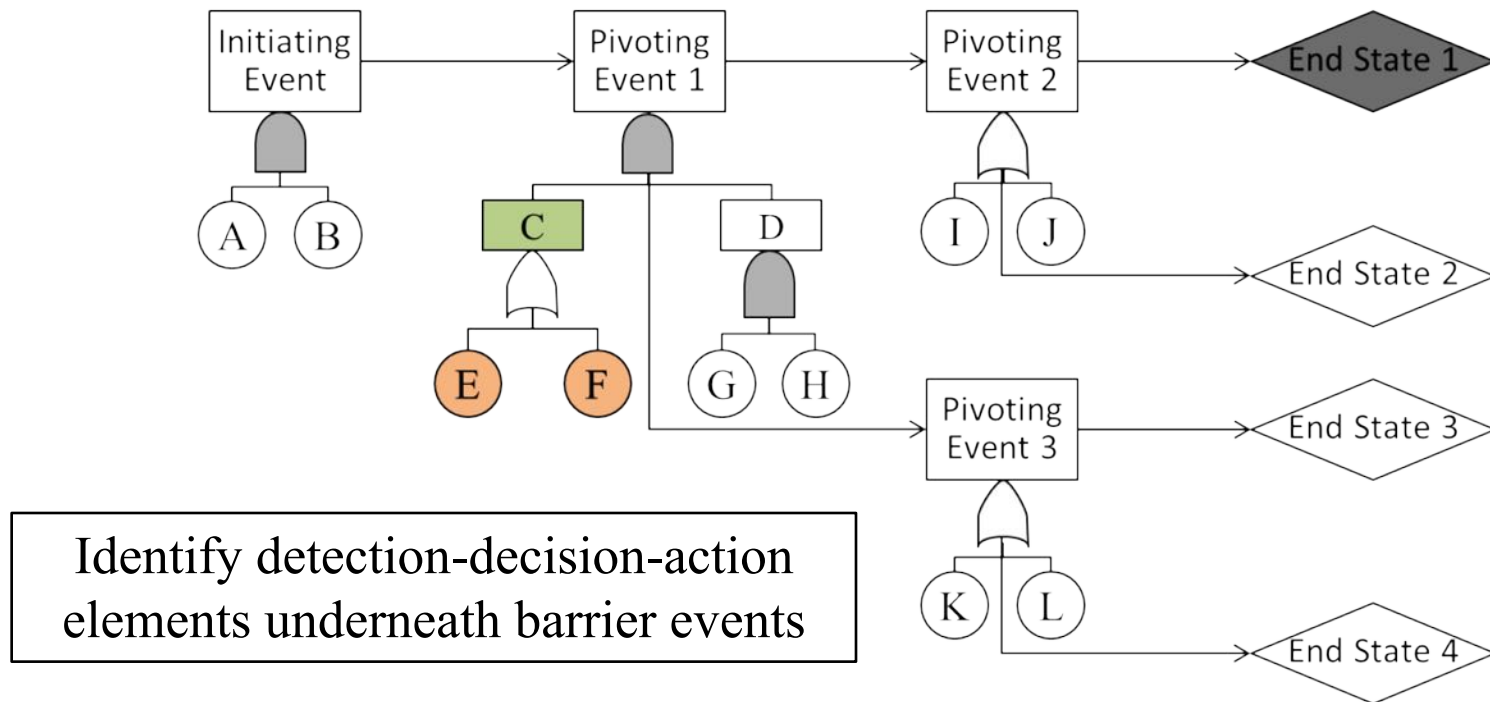 Initiating
Event
Pivoting
Event 1
Pivoting
Event 2
End State 1
A
B
C
D
I
J
End State 2
E
F
G
H
Pivoting
Event 3
End State 3
Identify detection-decision-action
elements underneath barrier events
K
L
End State 4